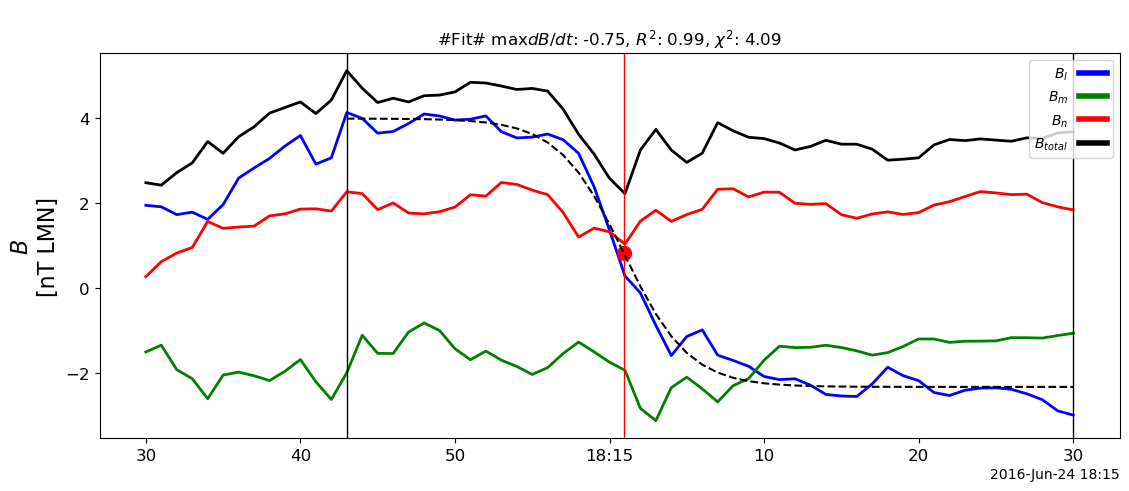 #Fit# maxdB/dt: -0.75, R²: 0.99, χ²: 4.09
B
[nT LMN]
4
2
0
−2
B_l
B_m
B_n
B_total
30
40
50
18:15
10
20
30
2016-Jun-24 18:15